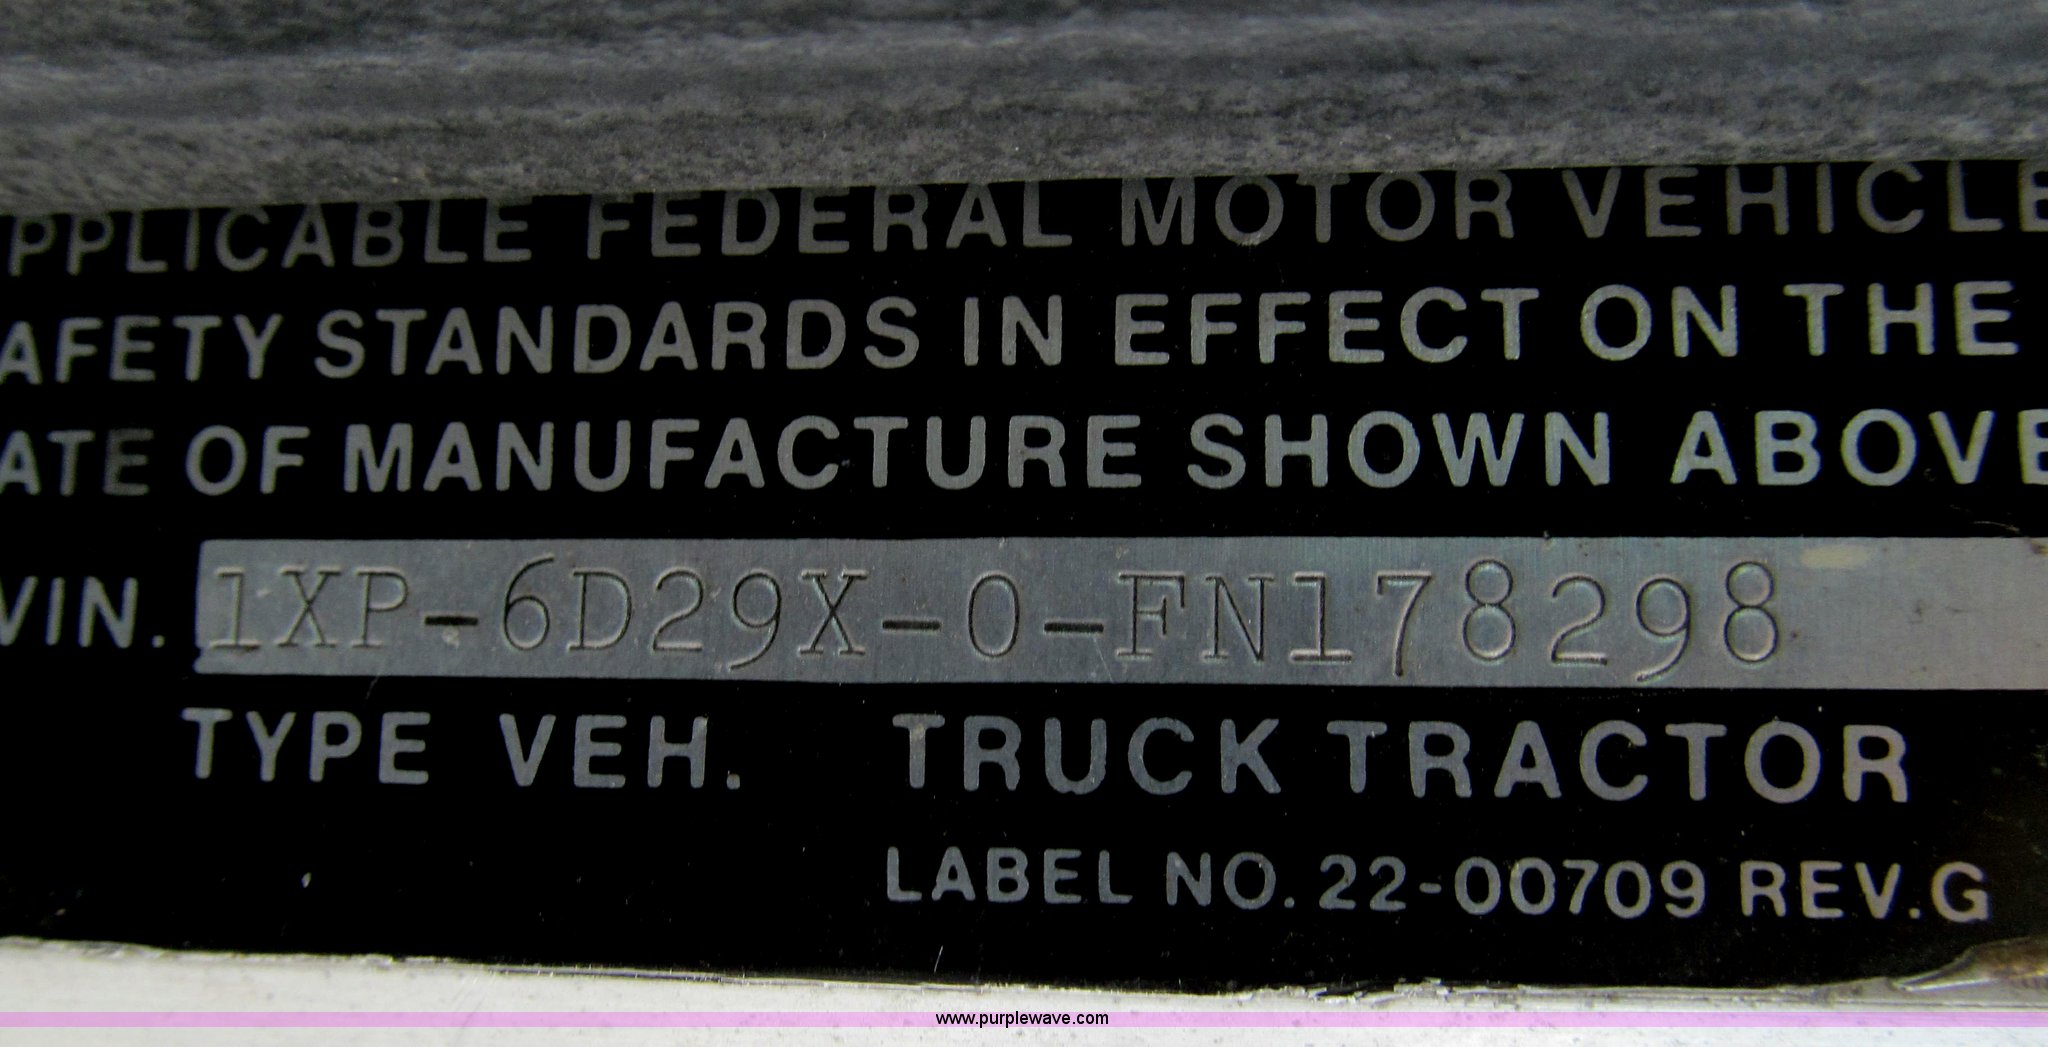 PPLICABLE FEDERAL MOTOR VEHICLE
AFETY STANDARDS IN EFFECT ON THE
ATE OF MANUFACTURE SHOWN ABOVE
VIN. 1XP-6D29X-0-FN178298
TYPE VEH. TRUCK TRACTOR
LABEL NO. 22-00709 REV.G
www.purplewave.com